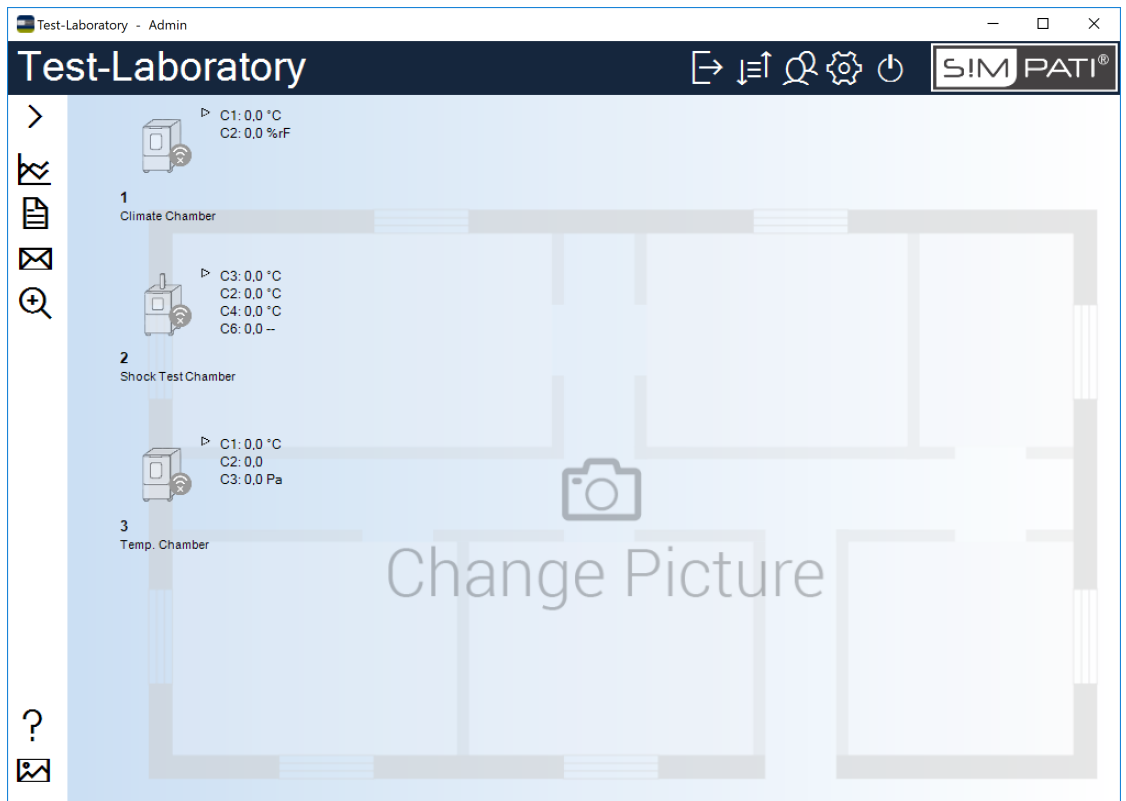 Test-Laboratory - Admin
Test-Laboratory
S!M PATI®
C1: 0,0 °C
C2: 0,0 %rF
1
Climate Chamber
C3: 0,0 °C
C2: 0,0 °C
C4: 0,0 °C
C6: 0,0 --
2
Shock Test Chamber
C1: 0,0 °C
C2: 0,0
C3: 0,0 Pa
3
Temp. Chamber
Change Picture